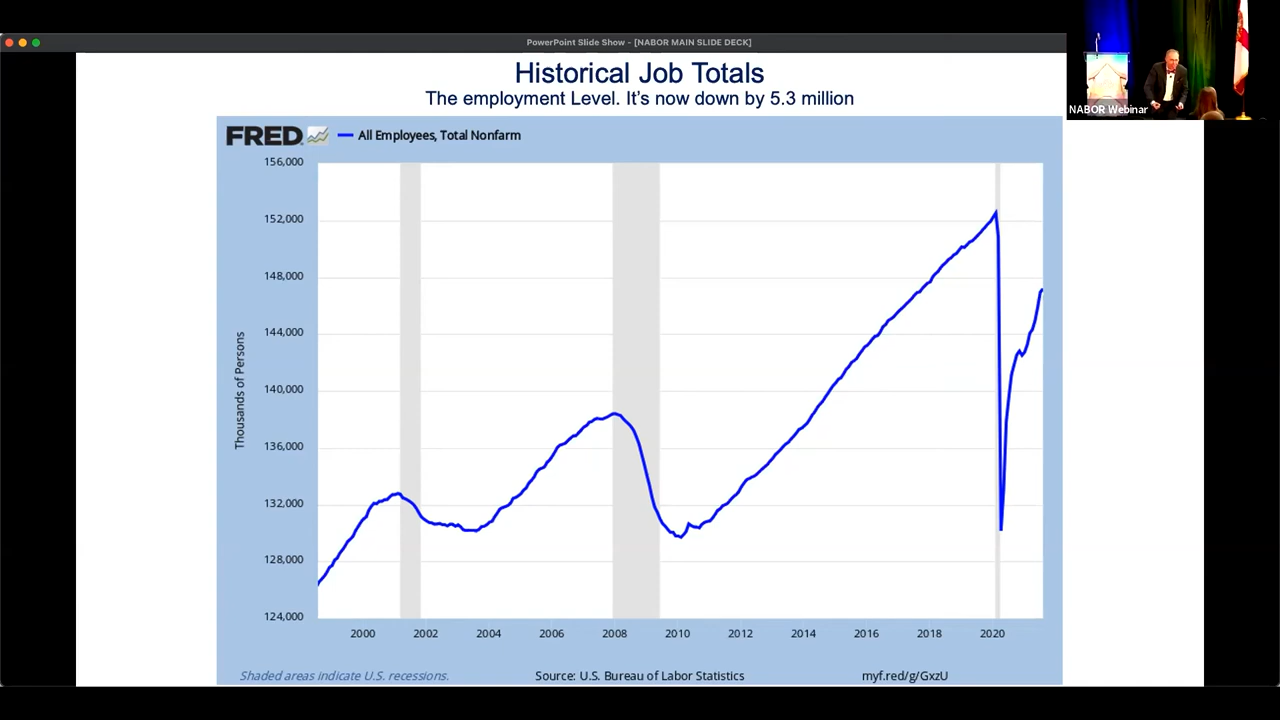 PowerPoint Slide Show - [NABOR MAIN SLIDE DECK]
NABOR Webinar
Historical Job Totals
The employment Level. It's now down by 5.3 million
FRED
All Employees, Total Nonfarm
156,000
152,000
148,000
144,000
140,000
136,000
132,000
128,000
124,000
Thousands of Persons
2000 2002 2004 2006 2008 2010 2012 2014 2016 2018 2020
Shaded areas indicate U.S. recessions. Source: U.S. Bureau of Labor Statistics myf.red/g/GxzU